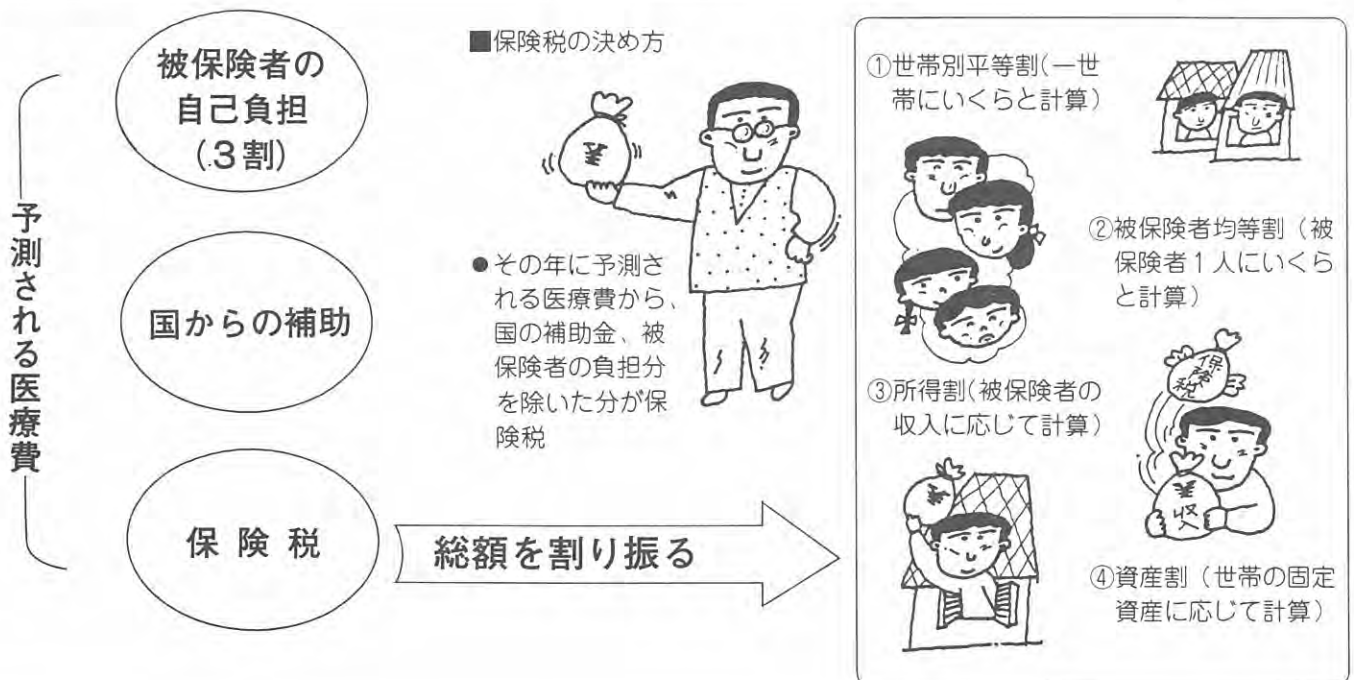 予測される医療費
被保険者の
自己負担
(3割)
国からの補助
保険税
■保険税の決め方
¥
●その年に予測さ
れる医療費から、
国の補助金、被
保険者の負担分
を除いた分が保
険税
総額を割り振る
①世帯別平等割(一世
帯にいくらと計算)
②被保険者均等割(被
保険者1人にいくら
と計算)
③所得割(被保険者の
収入に応じて計算)
保険税
¥
収入
¥
④資産割(世帯の固定
資産に応じて計算)